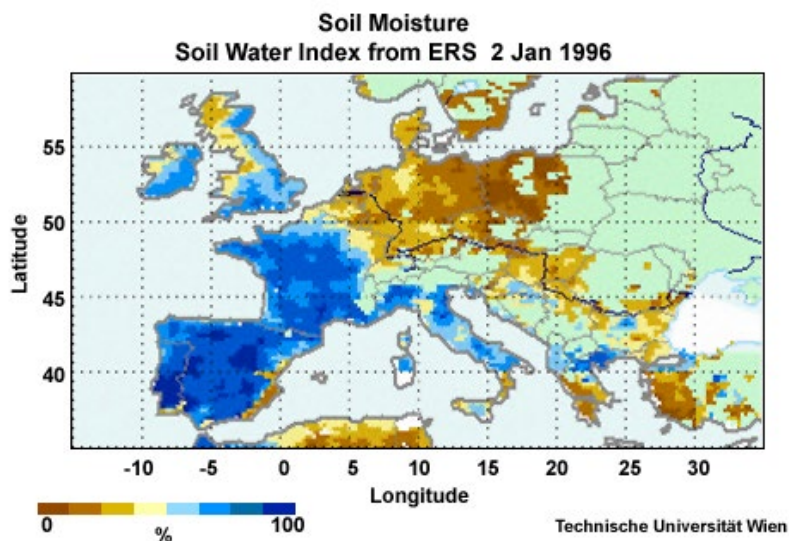 Soil Moisture
Soil Water Index from ERS 2 Jan 1996
Latitude
55
50
45
40
-10 -5 0 5 10 15 20 25 30
Longitude
0 % 100
Technische Universität Wien